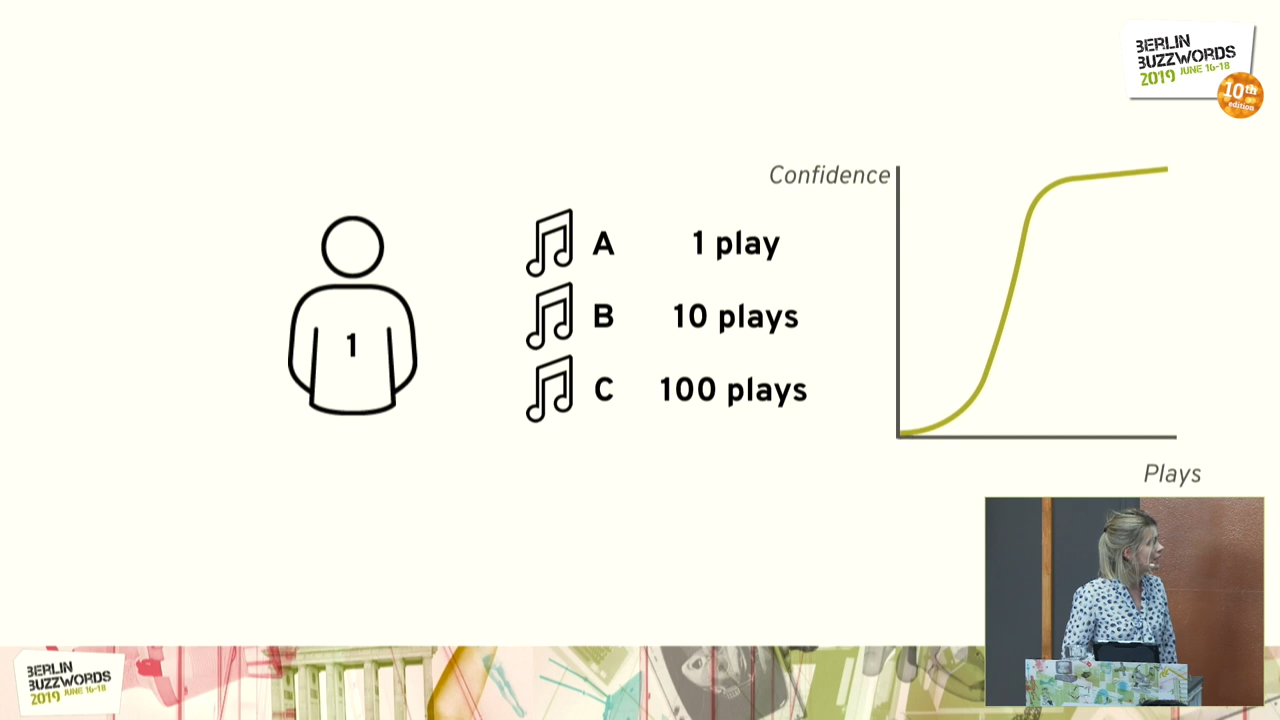 BERLIN
BUZZWORDS
2019 JUNE 16-18
10th
edition
Confidence
A 1 play
B 10 plays
C 100 plays
1
Plays
BERLIN
BUZZWORDS
2019 JUNE 16-18